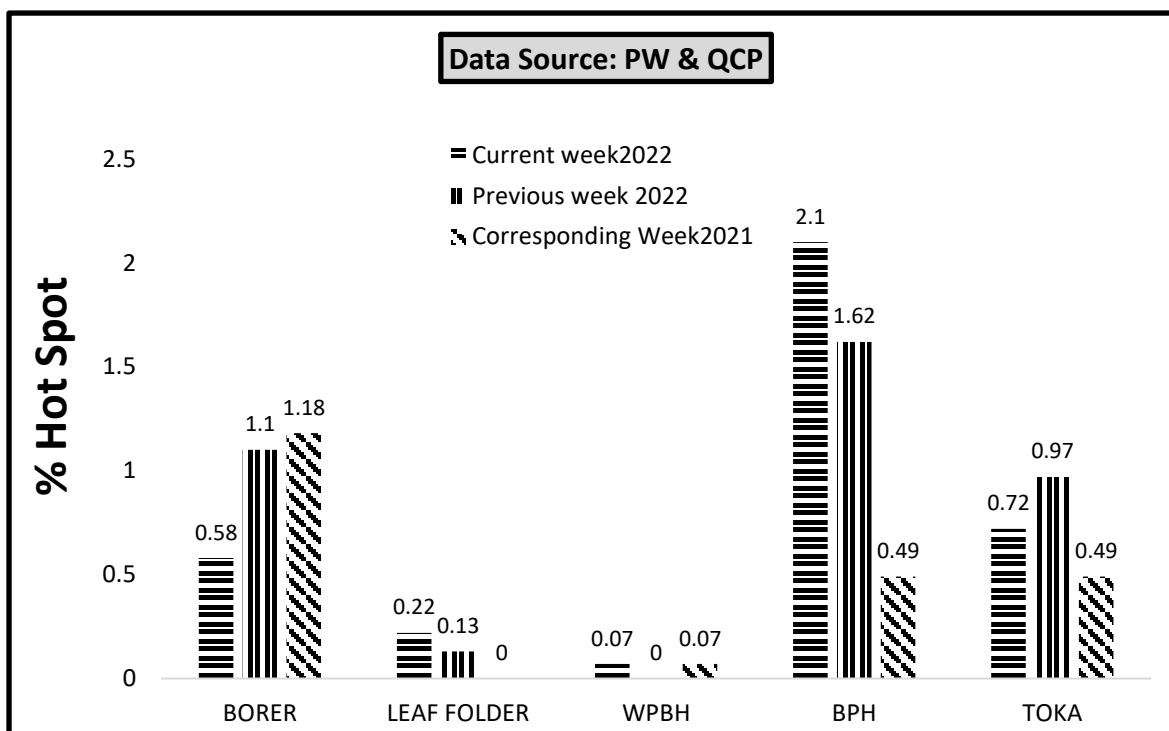 Data Source: PW & QCP
Current week2022
Previous week 2022
Corresponding Week2021
% Hot Spot
2.5
2
1.5
1
0.5
0
0.58
1.1
1.18
0.22
0.13
0
0.07
0
0.07
2.1
1.62
0.49
0.72
0.97
0.49
BORER
LEAF FOLDER
WPBH
BPH
TOKA